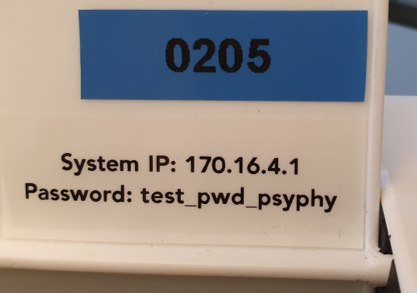 0205
System IP: 170.16.4.1
Password: test_pwd_psyphy